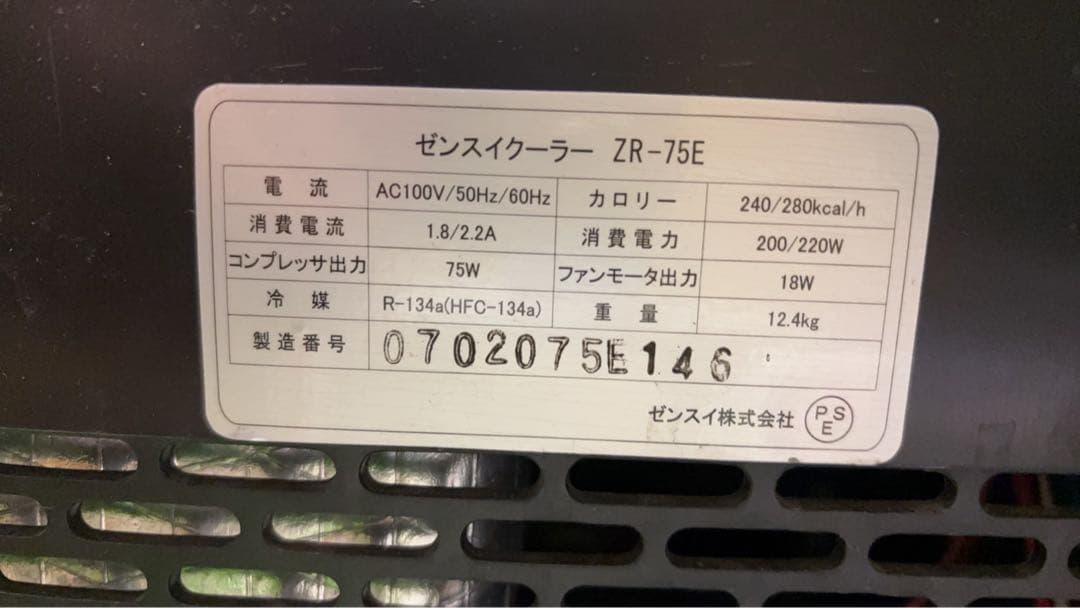 ゼンスイクーラー ZR-75E
電流 AC100V/50Hz/60Hz カロリー 240/280kcal/h
消費電流 1.8/2.2A 消費電力 200/220W
コンプレッサ出力 75W ファンモータ出力 18W
冷媒 R-134a(HFC-134a) 重量 12.4kg
製造番号 0702075E146
ゼンスイ株式会社 PSE